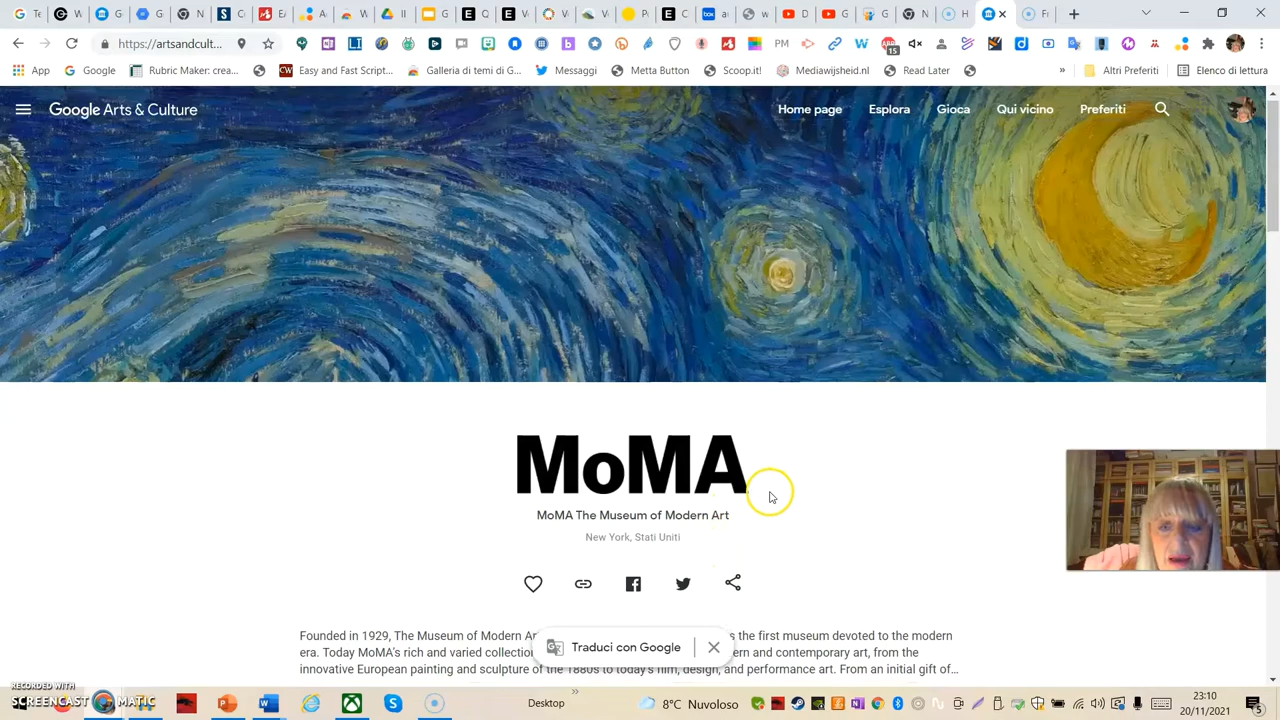 https://artsandcult...
15
PM
App
Google
Rubric Maker: crea...
CW
Easy and Fast Script...
Galleria di temi di G...
Messaggi
Metta Button
Scoop.it!
Mediawijsheid.nl
Read Later
»
Altri Preferiti
Elenco di lettura
Google Arts & Culture
Home page
Esplora
Gioca
Qui vicino
Preferiti
MoMA
MoMA The Museum of Modern Art
New York, Stati Uniti
Founded in 1929, The Museum of Modern Ar
s the first museum devoted to the modern
era. Today MoMA's rich and varied collection
ern and contemporary art, from the
innovative European painting and sculpture of the 1880s to today's film, design, and performance art. From an initial gift of...
Traduci con Google
RECORDED WITH
SCREENCAST MATIC
Desktop
»
8°C Nuvoloso
23:10
20/11/2021
5